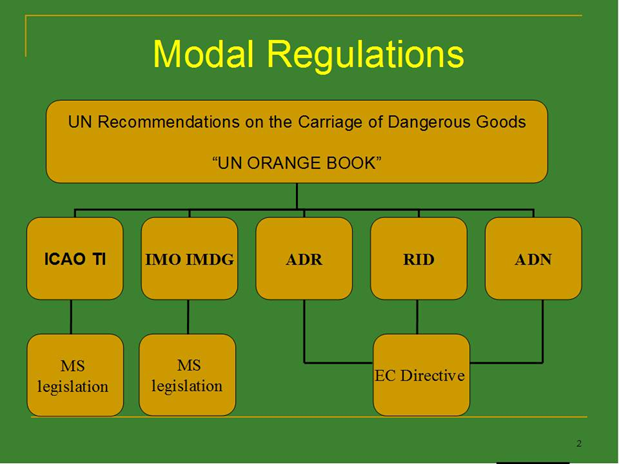 Modal Regulations
UN Recommendations on the Carriage of Dangerous Goods
“UN ORANGE BOOK”
ICAO TI
IMO IMDG
ADR
RID
ADN
MS
legislation
MS
legislation
EC Directive
2